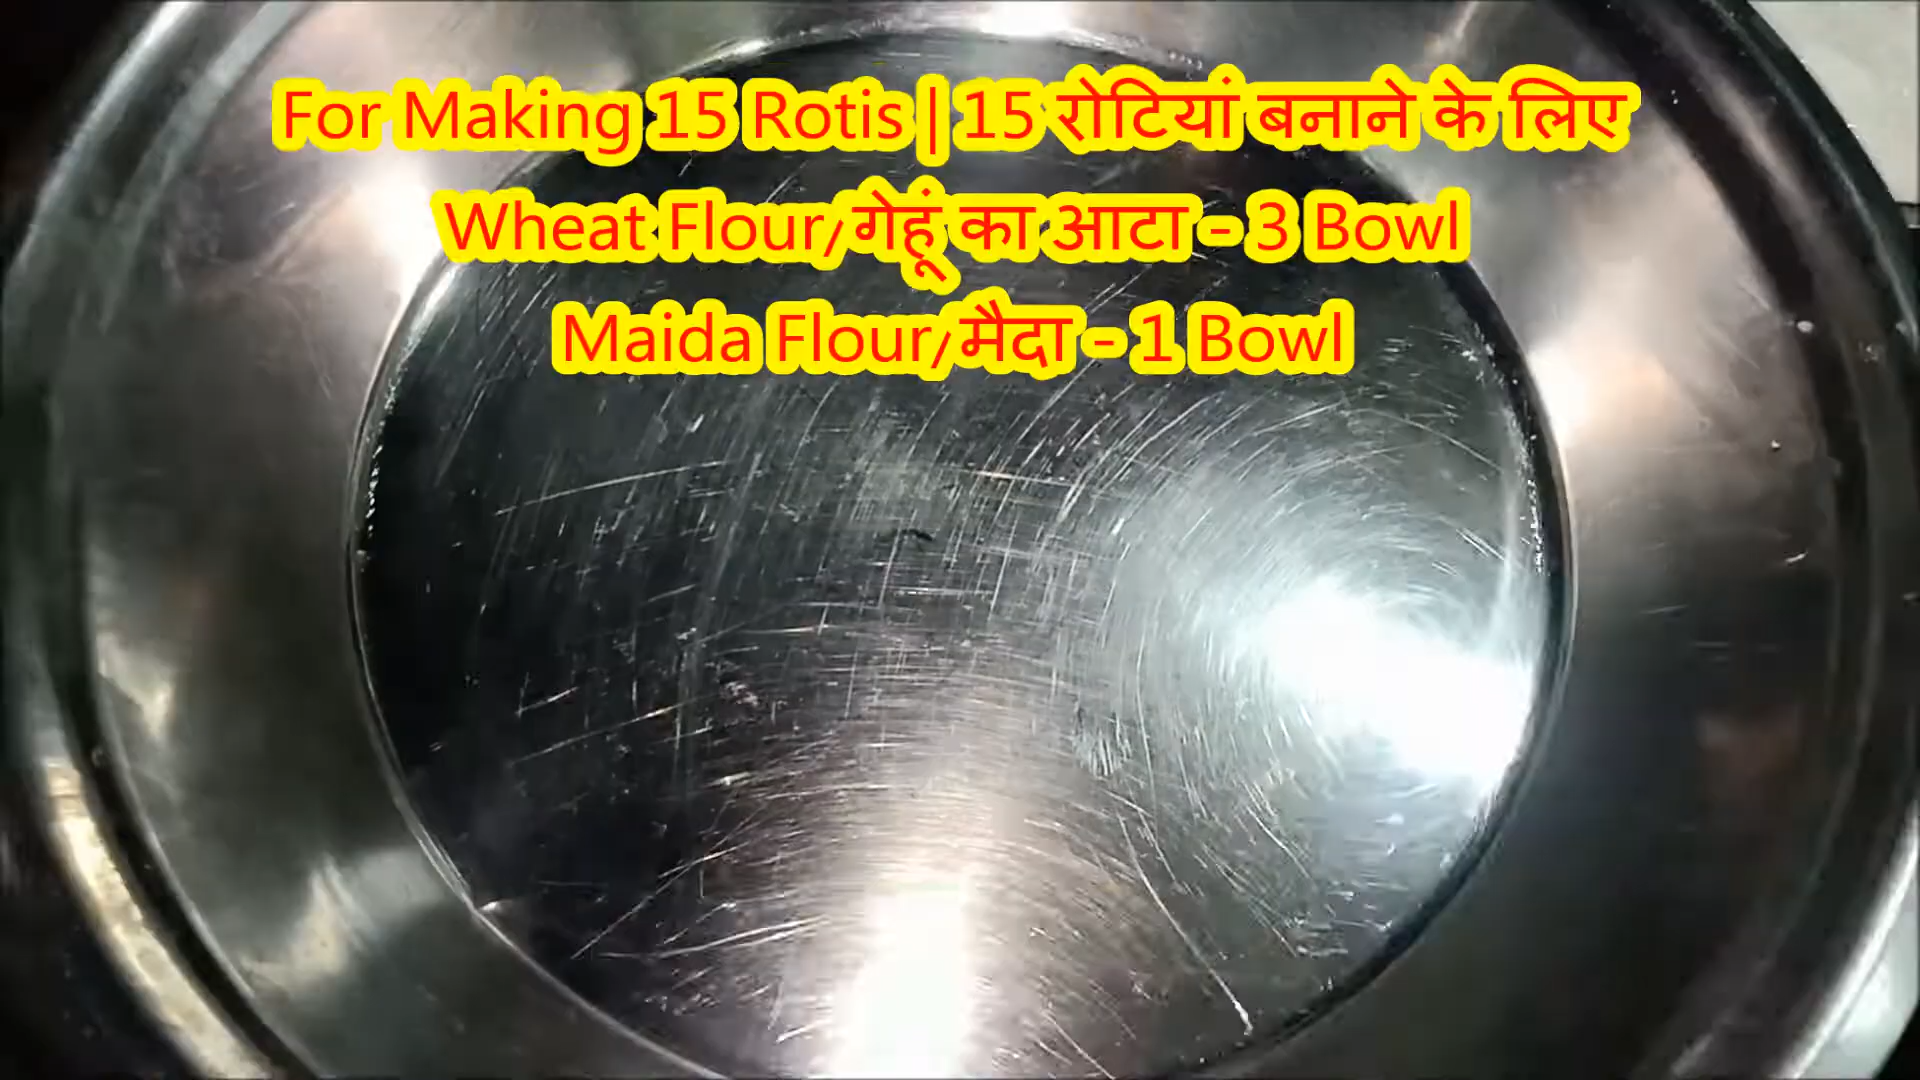 For Making 15 Rotis | 15 रोटियां बनाने के लिए
Wheat Flour/गेहूं का आटा - 3 Bowl
Maida Flour/मैदा - 1 Bowl